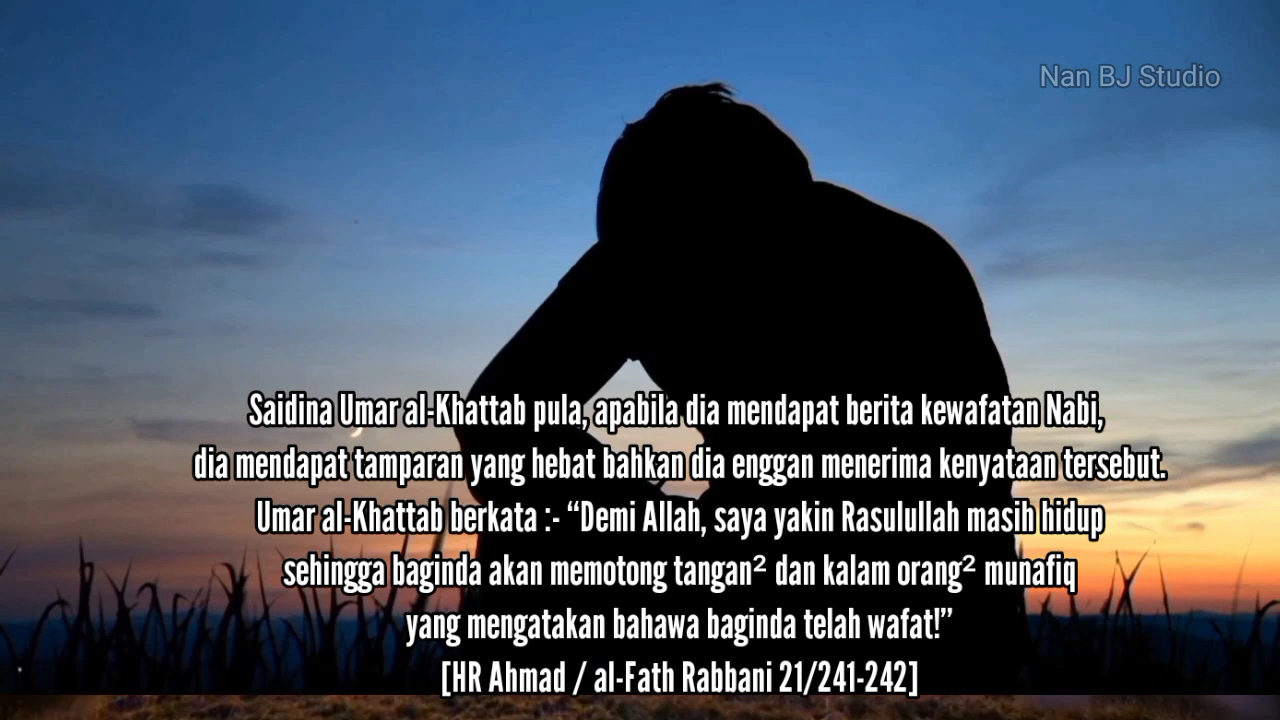 Nan BJ Studio
Saidina Umar al-Khattab pula, apabila dia mendapat berita kewafatan Nabi,
dia mendapat tamparan yang hebat bahkan dia enggan menerima kenyataan tersebut.
Umar al-Khattab berkata :- “Demi Allah, saya yakin Rasulullah masih hidup
sehingga baginda akan memotong tangan² dan kalam orang² munafiq
yang mengatakan bahawa baginda telah wafat!”
[HR Ahmad / al-Fath Rabbani 21/241-242]